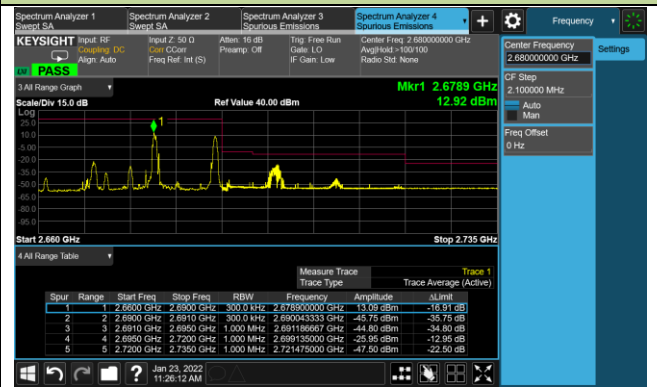 Spectrum Analyzer 1
Swept SA
Spectrum Analyzer 2
Swept SA
Spectrum Analyzer 3
Spurious Emissions
Spectrum Analyzer 4
Spurious Emissions
Frequency
KEYSIGHT
Input: RF
Coupling: DC
Align: Auto
Input Z: 50 Ω
Corr CCorr
Freq Ref: Int (S)
Atten: 16 dB
Preamp: Off
Trig: Free Run
Gate: LO
IF Gain: Low
Center Freq: 2.680000000 GHz
Avg|Hold:>100/100
Radio Std: None
PASS
Center Frequency
2.680000000 GHz
Settings
CF Step
2.100000 MHz
Auto
Man
Freq Offset
0 Hz
3 All Range Graph
Mkr1 2.6789 GHz
12.92 dBm
Scale/Div 15.0 dB
Ref Value 40.00 dBm
Log
25.0
10.0
-5.00
-20.0
-35.0
-50.0
-65.0
-80.0
-95.0
1
Start 2.660 GHz
Stop 2.735 GHz
4 All Range Table
Measure Trace
Trace 1
Trace Type
Trace Average (Active)
Spur Range Start Freq Stop Freq RBW Frequency Amplitude ΔLimit
1 1 2.6600 GHz 2.6900 GHz 300.0 kHz 2.678900000 GHz 13.09 dBm -16.91 dB
2 2 2.6900 GHz 2.6910 GHz 300.0 kHz 2.690043333 GHz -45.75 dBm -35.75 dB
3 3 2.6910 GHz 2.6950 GHz 1.000 MHz 2.691186667 GHz -44.80 dBm -34.80 dB
4 4 2.6950 GHz 2.7200 GHz 1.000 MHz 2.699135000 GHz -25.95 dBm -12.95 dB
5 5 2.7200 GHz 2.7350 GHz 1.000 MHz 2.721475000 GHz -47.50 dBm -22.50 dB
Jan 23, 2022
11:26:12 AM